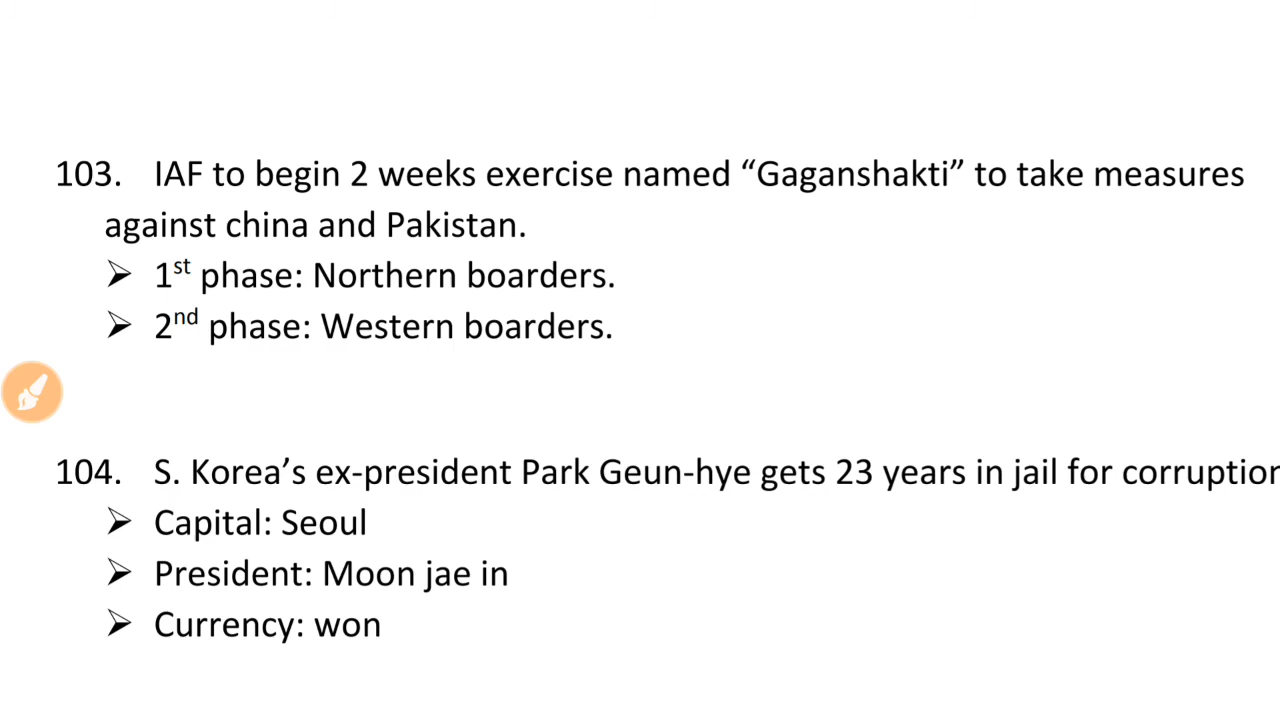 103. IAF to begin 2 weeks exercise named “Gaganshakti” to take measures
against china and Pakistan.
➢ 1st phase: Northern boarders.
➢ 2nd phase: Western boarders.
104. S. Korea’s ex-president Park Geun-hye gets 23 years in jail for corruption
➢ Capital: Seoul
➢ President: Moon jae in
➢ Currency: won